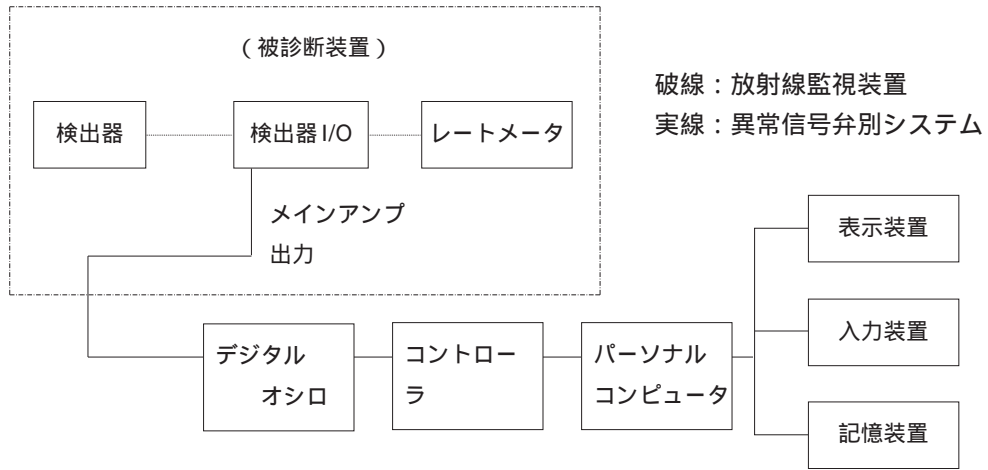 (被診断装置)
破線:放射線監視装置
実線:異常信号弁別システム
検出器
検出器I/O
レートメータ
メインアンプ
出力
表示装置
デジタル
オシロ
コントロー
ラ
パーソナル
コンピュータ
入力装置
記憶装置